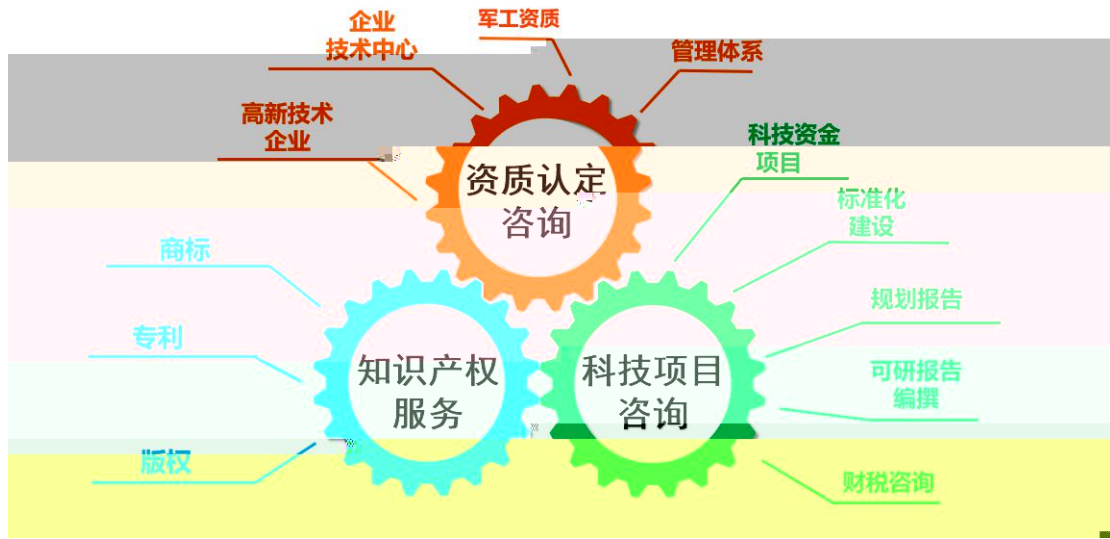 企业
技术中心
军工资质
管理体系
高新技术
企业
资质认定
咨询
科技资金
项目
标准化
建设
规划报告
可研报告
编撰
财税咨询
科技项目
咨询
商标
专利
版权
知识产权
服务